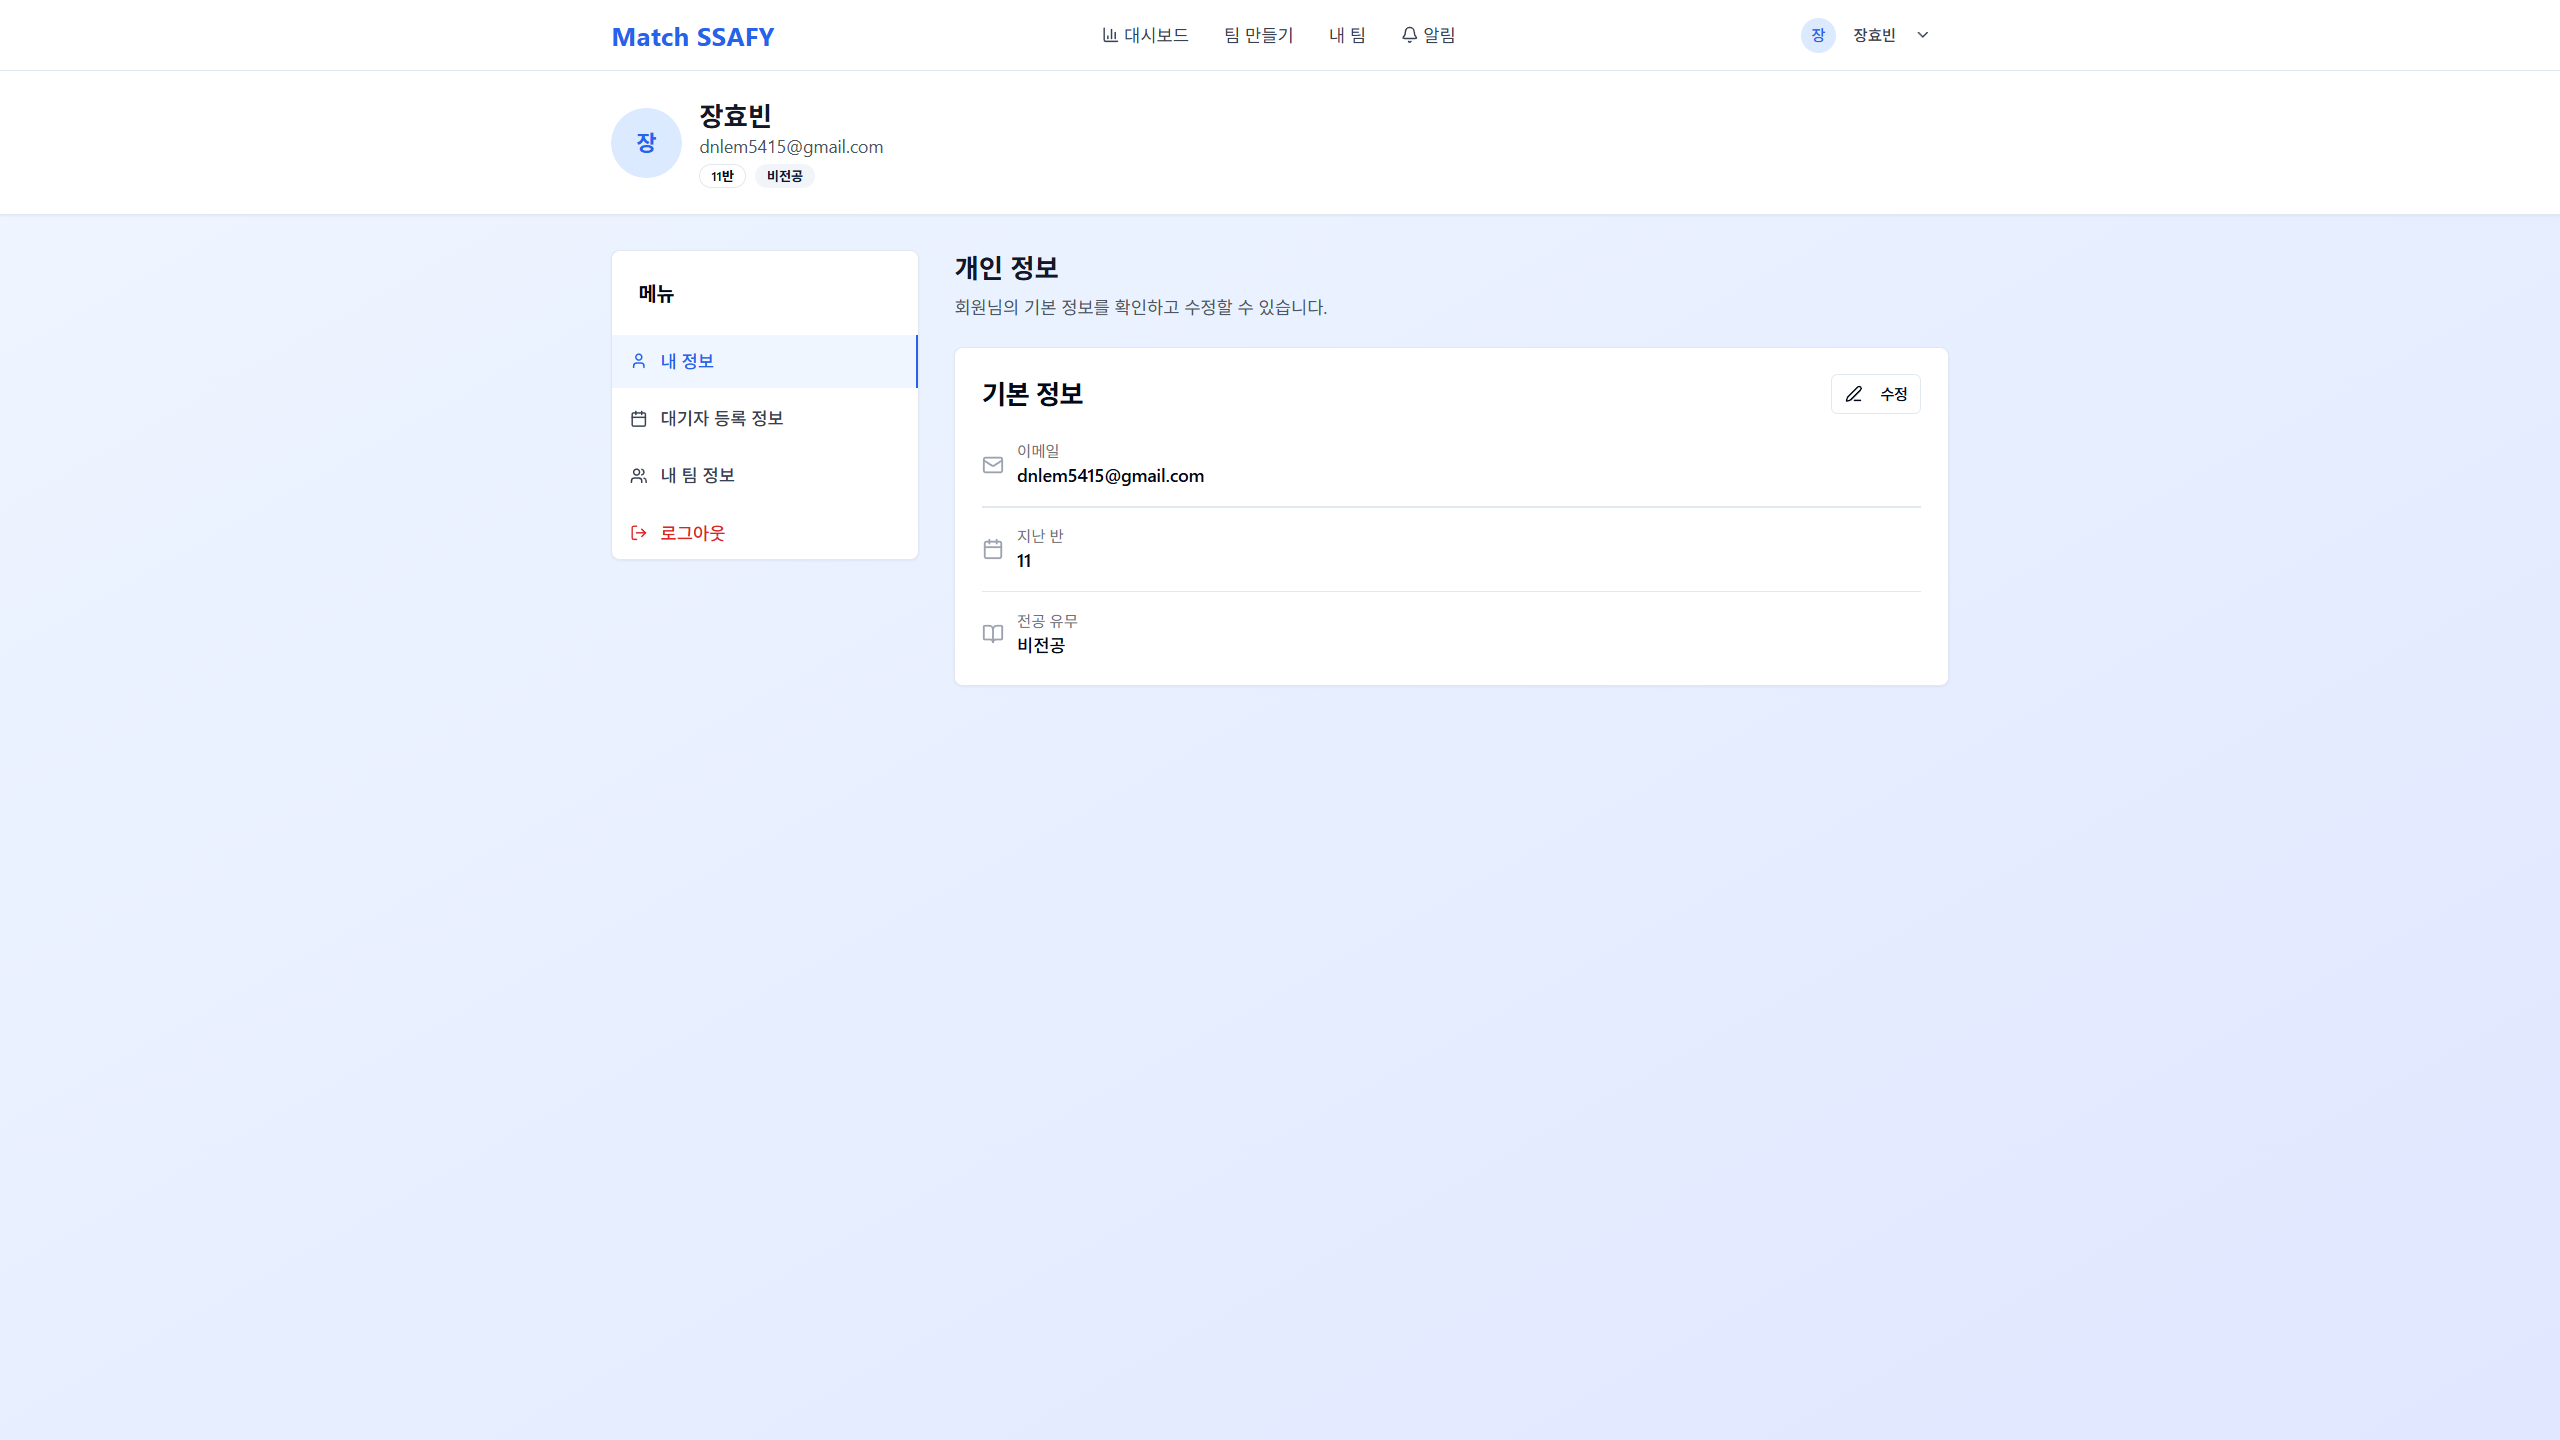 Match SSAFY
대시보드
팀 만들기
내 팀
알림
장
장효빈
장
장효빈
dnlem5415@gmail.com
11반
비전공
메뉴
내 정보
대기자 등록 정보
내 팀 정보
로그아웃
개인 정보
회원님의 기본 정보를 확인하고 수정할 수 있습니다.
기본 정보
수정
이메일
dnlem5415@gmail.com
지난 반
11
전공 유무
비전공